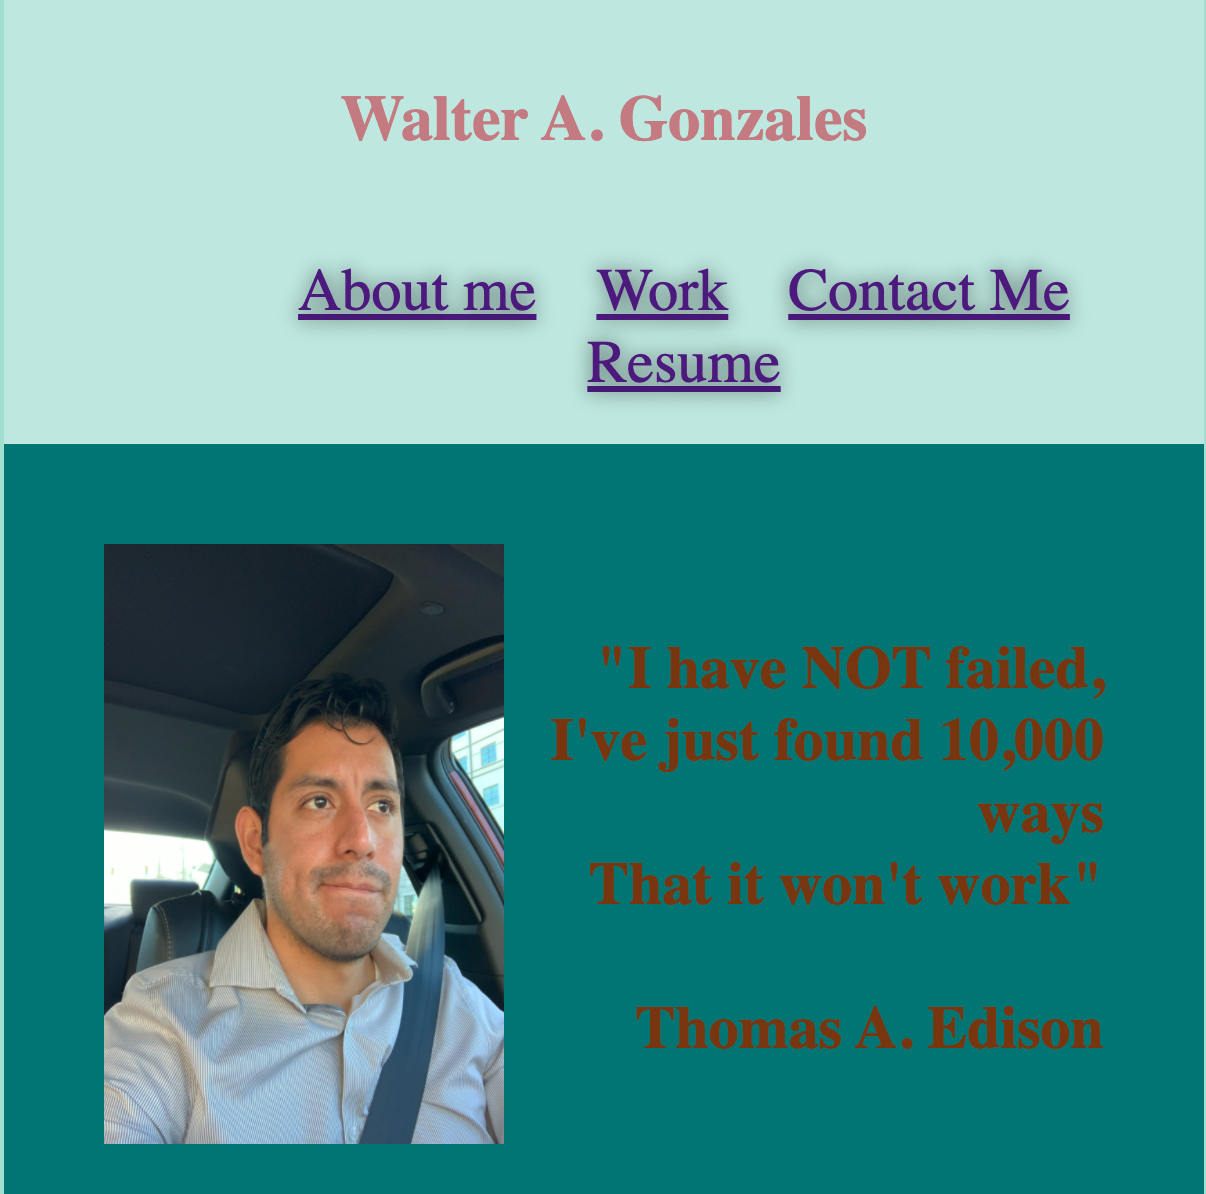 Walter A. Gonzales
About me Work Contact Me
Resume
"I have NOT failed,
I've just found 10,000
ways
That it won't work"
Thomas A. Edison